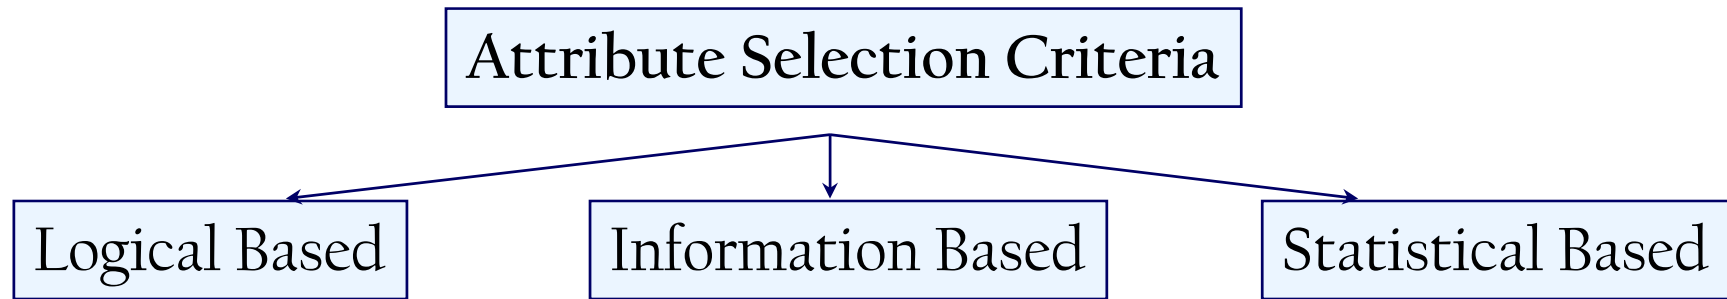 Attribute Selection Criteria
Logical Based
Information Based
Statistical Based